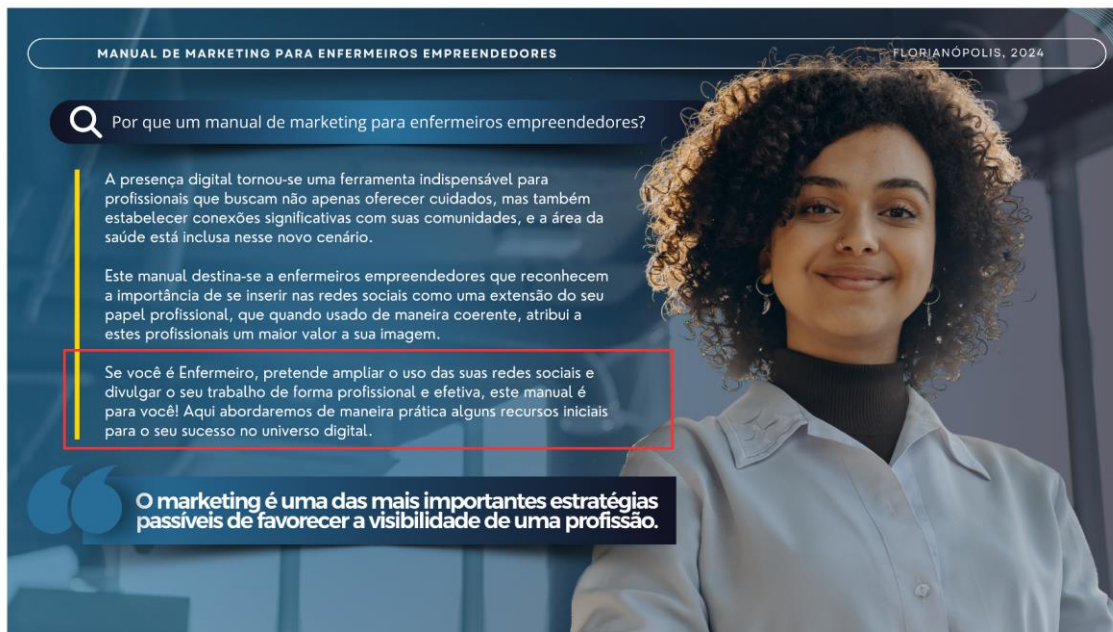 MANUAL DE MARKETING PARA ENFERMEIROS EMPREENDEDORES
FLORIANÓPOLIS, 2024
Por que um manual de marketing para enfermeiros empreendedores?
A presença digital tornou-se uma ferramenta indispensável para
profissionais que buscam não apenas oferecer cuidados, mas também
estabelecer conexões significativas com suas comunidades, e a área da
saúde está inclusa nesse novo cenário.
Este manual destina-se a enfermeiros empreendedores que reconhecem
a importância de se inserir nas redes sociais como uma extensão do seu
papel profissional, que quando usado de maneira coerente, atribui a
estes profissionais um maior valor a sua imagem.
Se você é Enfermeiro, pretende ampliar o uso das suas redes sociais e
divulgar o seu trabalho de forma profissional e efetiva, este manual é
para você! Aqui abordaremos de maneira prática alguns recursos iniciais
para o seu sucesso no universo digital.
O marketing é uma das mais importantes estratégias
passíveis de favorecer a visibilidade de uma profissão.